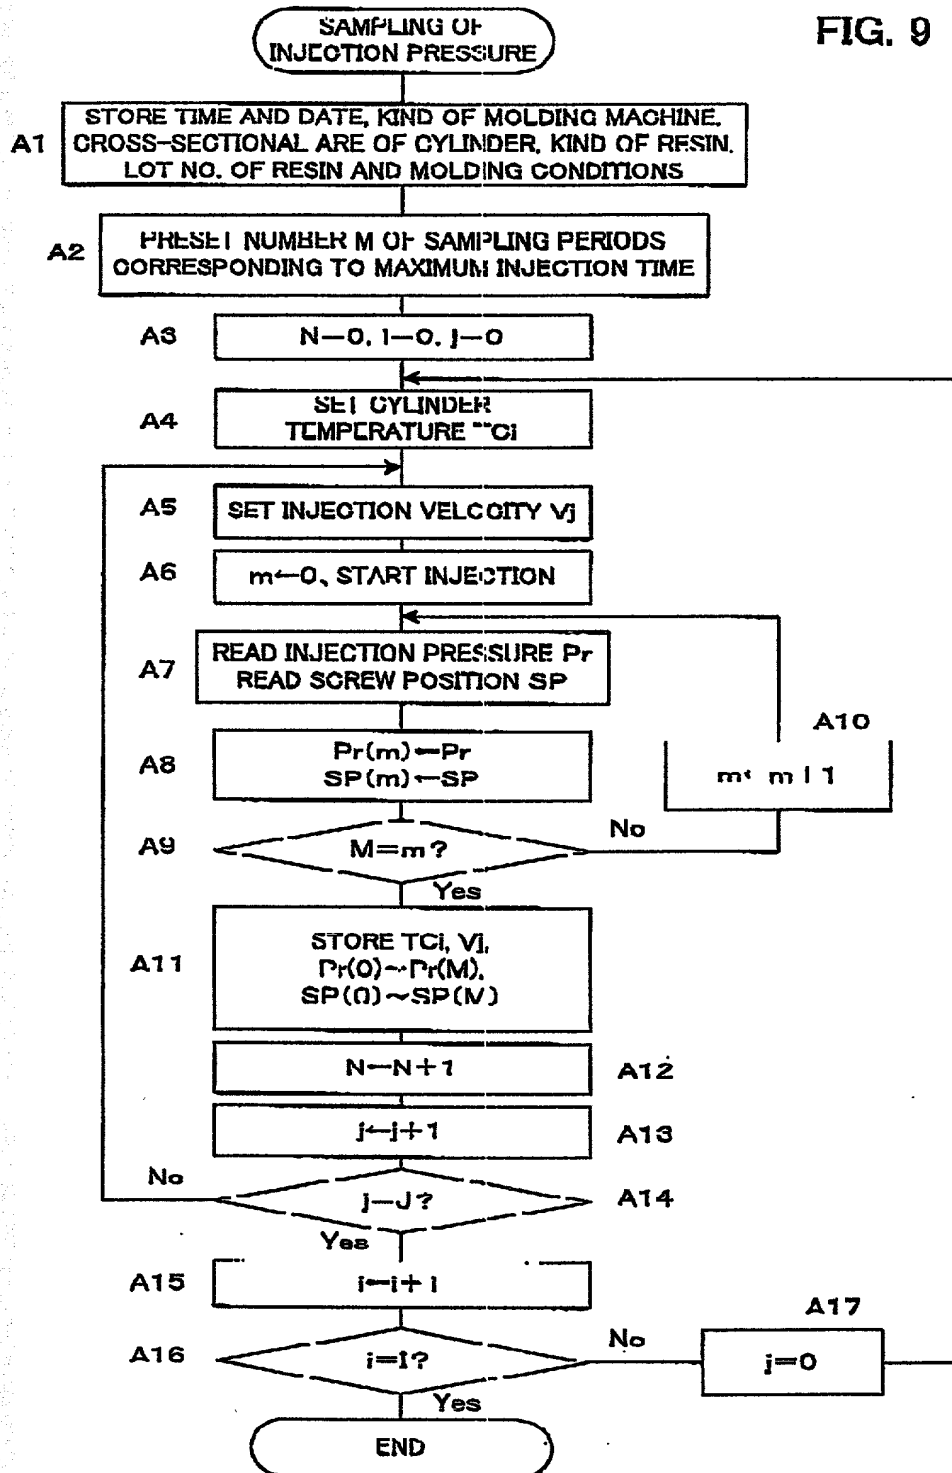 FIG. 9
SAMPLING OF
INJECTION PRESSURE
A1
STORE TIME AND DATE, KIND OF MOLDING MACHINE,
CROSS-SECTIONAL ARE OF CYLINDER, KIND OF RESIN,
LOT NO. OF RESIN AND MOLDING CONDITIONS
A2
PRESET NUMBER M OF SAMPLING PERIODS
CORRESPONDING TO MAXIMUM INJECTION TIME
A3
N←0, i←0, j←0
A4
SET CYLINDER
TEMPERATURE TCi
A5
SET INJECTION VELOCITY Vj
A6
m←0, START INJECTION
A7
READ INJECTION PRESSURE Pr
READ SCREW POSITION SP
A8
Pr(m)←Pr
SP(m)←SP
A10
m←m+1
A9
M=m?
No
Yes
A11
STORE TCi, Vj,
Pr(0)~Pr(M),
SP(0)~SP(M)
N←N+1
A12
j←j+1
A13
No
j=J?
A14
Yes
A15
i←i+1
A16
i=I?
No
A17
j=0
Yes
END